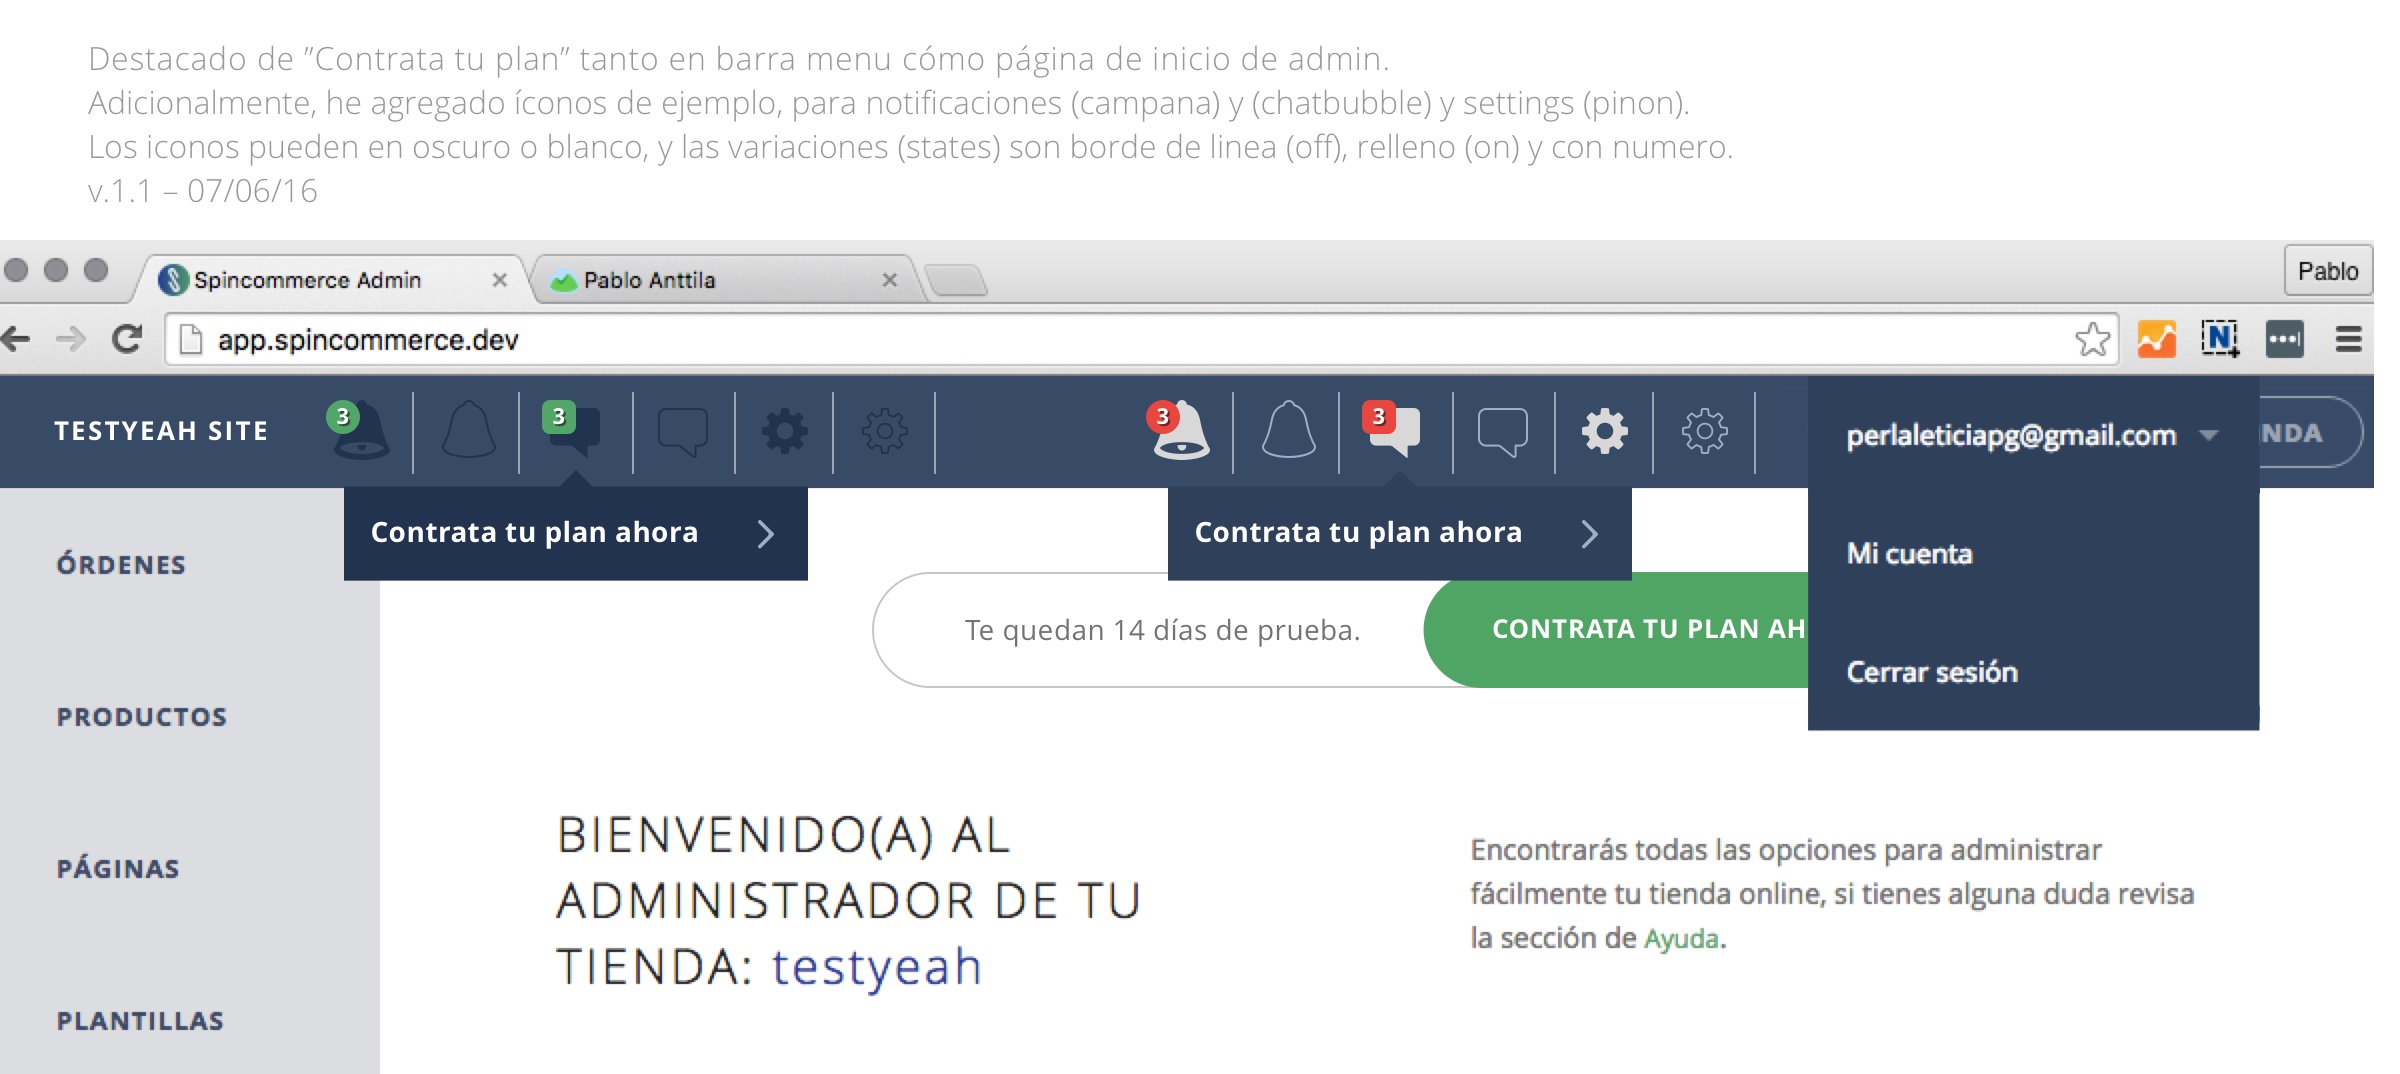 Destacado de ”Contrata tu plan” tanto en barra menu cómo página de inicio de admin.
Adicionalmente, he agregado íconos de ejemplo, para notificaciones (campana) y (chatbubble) y settings (pinon).
Los iconos pueden en oscuro o blanco, y las variaciones (states) son borde de linea (off), relleno (on) y con numero.
v.1.1 – 07/06/16
Spincommerce Admin
Pablo Anttila
Pablo
app.spincommerce.dev
N
TESTYEAH SITE
3
3
3
3
perlaleticiapg@gmail.com
NDA
Contrata tu plan ahora
Contrata tu plan ahora
Mi cuenta
Cerrar sesión
ÓRDENES
PRODUCTOS
PÁGINAS
PLANTILLAS
Te quedan 14 días de prueba.
CONTRATA TU PLAN AH
BIENVENIDO(A) AL
ADMINISTRADOR DE TU
TIENDA: testyeah
Encontrarás todas las opciones para administrar
fácilmente tu tienda online, si tienes alguna duda revisa
la sección de Ayuda.